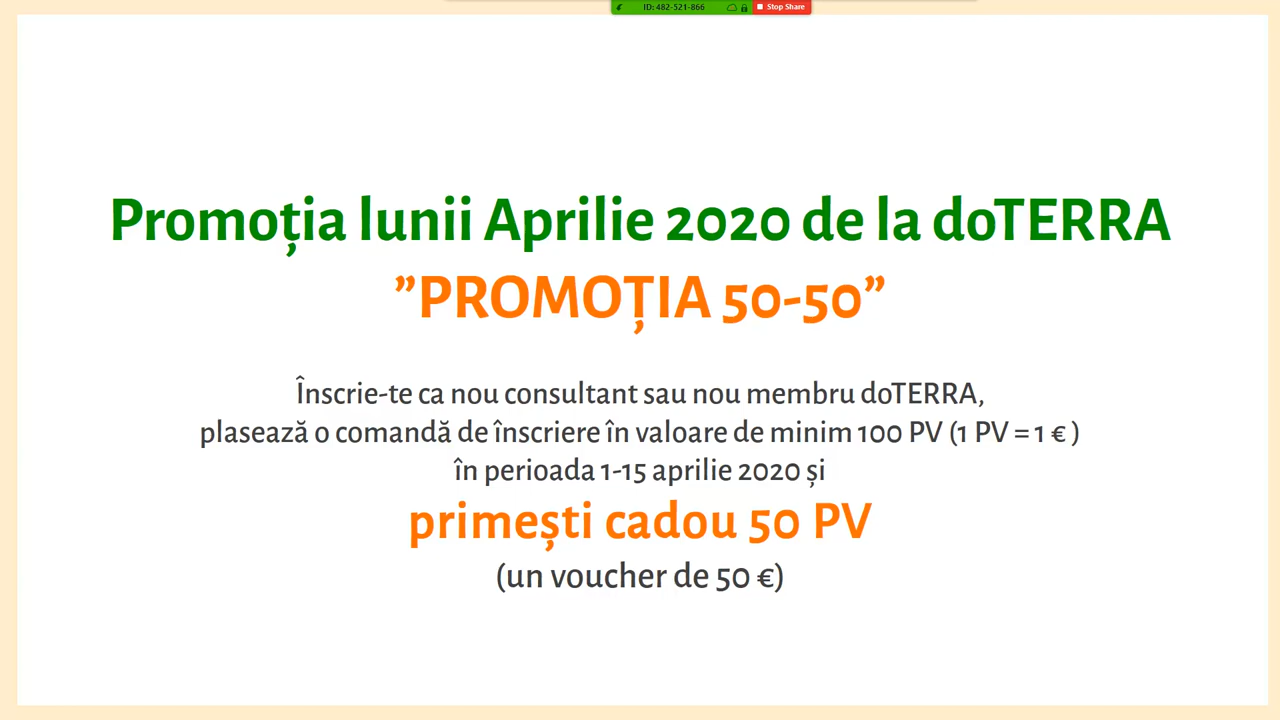 ID: 482-521-866 Stop Share
Promoția lunii Aprilie 2020 de la doTERRA
”PROMOȚIA 50-50”
Înscrie-te ca nou consultant sau nou membru doTERRA,
plasează o comandă de înscriere în valoare de minim 100 PV (1 PV = 1 € )
în perioada 1-15 aprilie 2020 și
primești cadou 50 PV
(un voucher de 50 €)